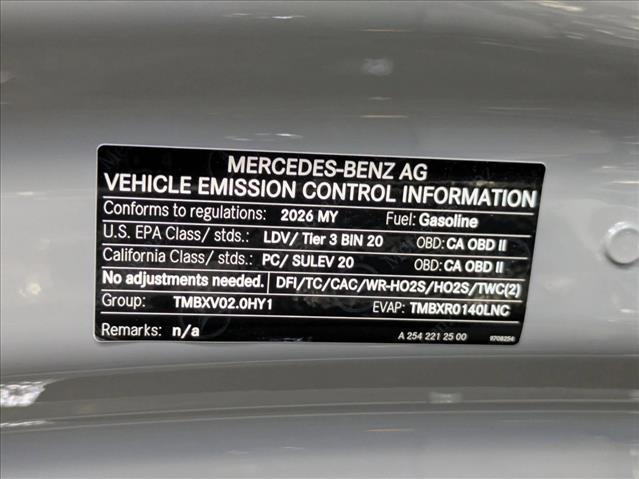 MERCEDES-BENZ AG
VEHICLE EMISSION CONTROL INFORMATION
Conforms to regulations: 2026 MY Fuel: Gasoline
U.S. EPA Class/ stds.: LDV/ Tier 3 BIN 20 OBD: CA OBD II
California Class/ stds.: PC/ SULEV 20 OBD: CA OBD II
No adjustments needed. DFI/TC/CAC/WR-HO2S/HO2S/TWC(2)
Group: TMBXV02.0HY1 EVAP: TMBXR0140LNC
Remarks: n/a A 254 221 25 00